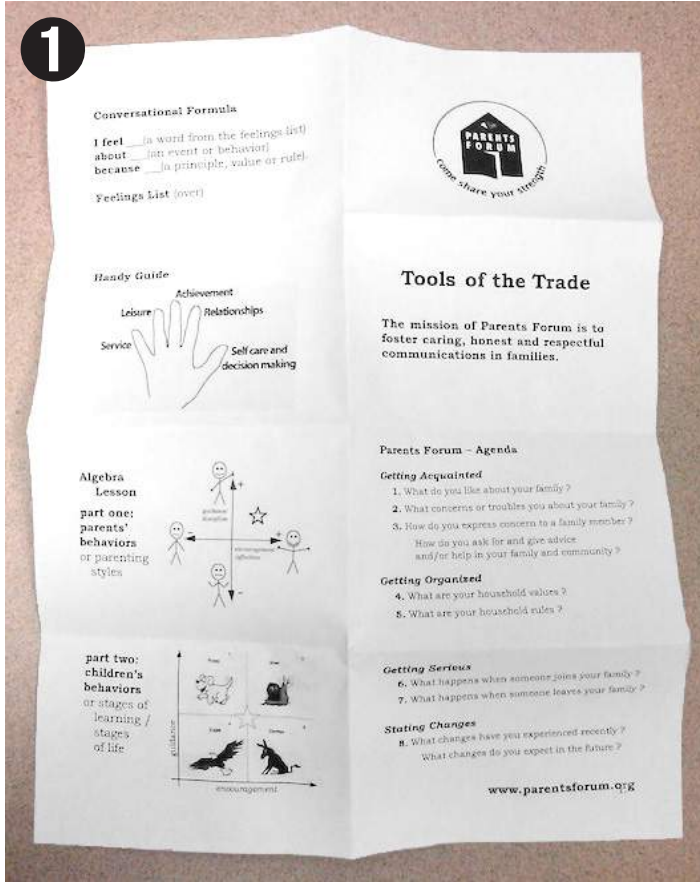 1
Conversational Formula
I feel ___(a word from the feelings list)
about ___(an event or behavior)
because ___(a principle, value or rule).
Feelings List (over)
Handy Guide
Achievement
Leisure
Relationships
Service
Self care and
decision making
Algebra
Lesson
part one:
parents'
behaviors
or parenting
styles
+
guidance
discipline
-
+
encouragement
-
part two:
children's
behaviors
or stages of
learning /
stages
of life
guidance
encouragement
PARENTS
FORUM
come share your strength
Tools of the Trade
The mission of Parents Forum is to
foster caring, honest and respectful
communications in families.
Parents Forum – Agenda
Getting Acquainted
1. What do you like about your family ?
2. What concerns or troubles you about your family ?
3. How do you express concern to a family member ?
How do you ask for and give advice
and/or help in your family and community ?
Getting Organized
4. What are your household values ?
5. What are your household rules ?
Getting Serious
6. What happens when someone joins your family ?
7. What happens when someone leaves your family ?
Stating Changes
8. What changes have you experienced recently ?
What changes do you expect in the future ?
www.parentsforum.org